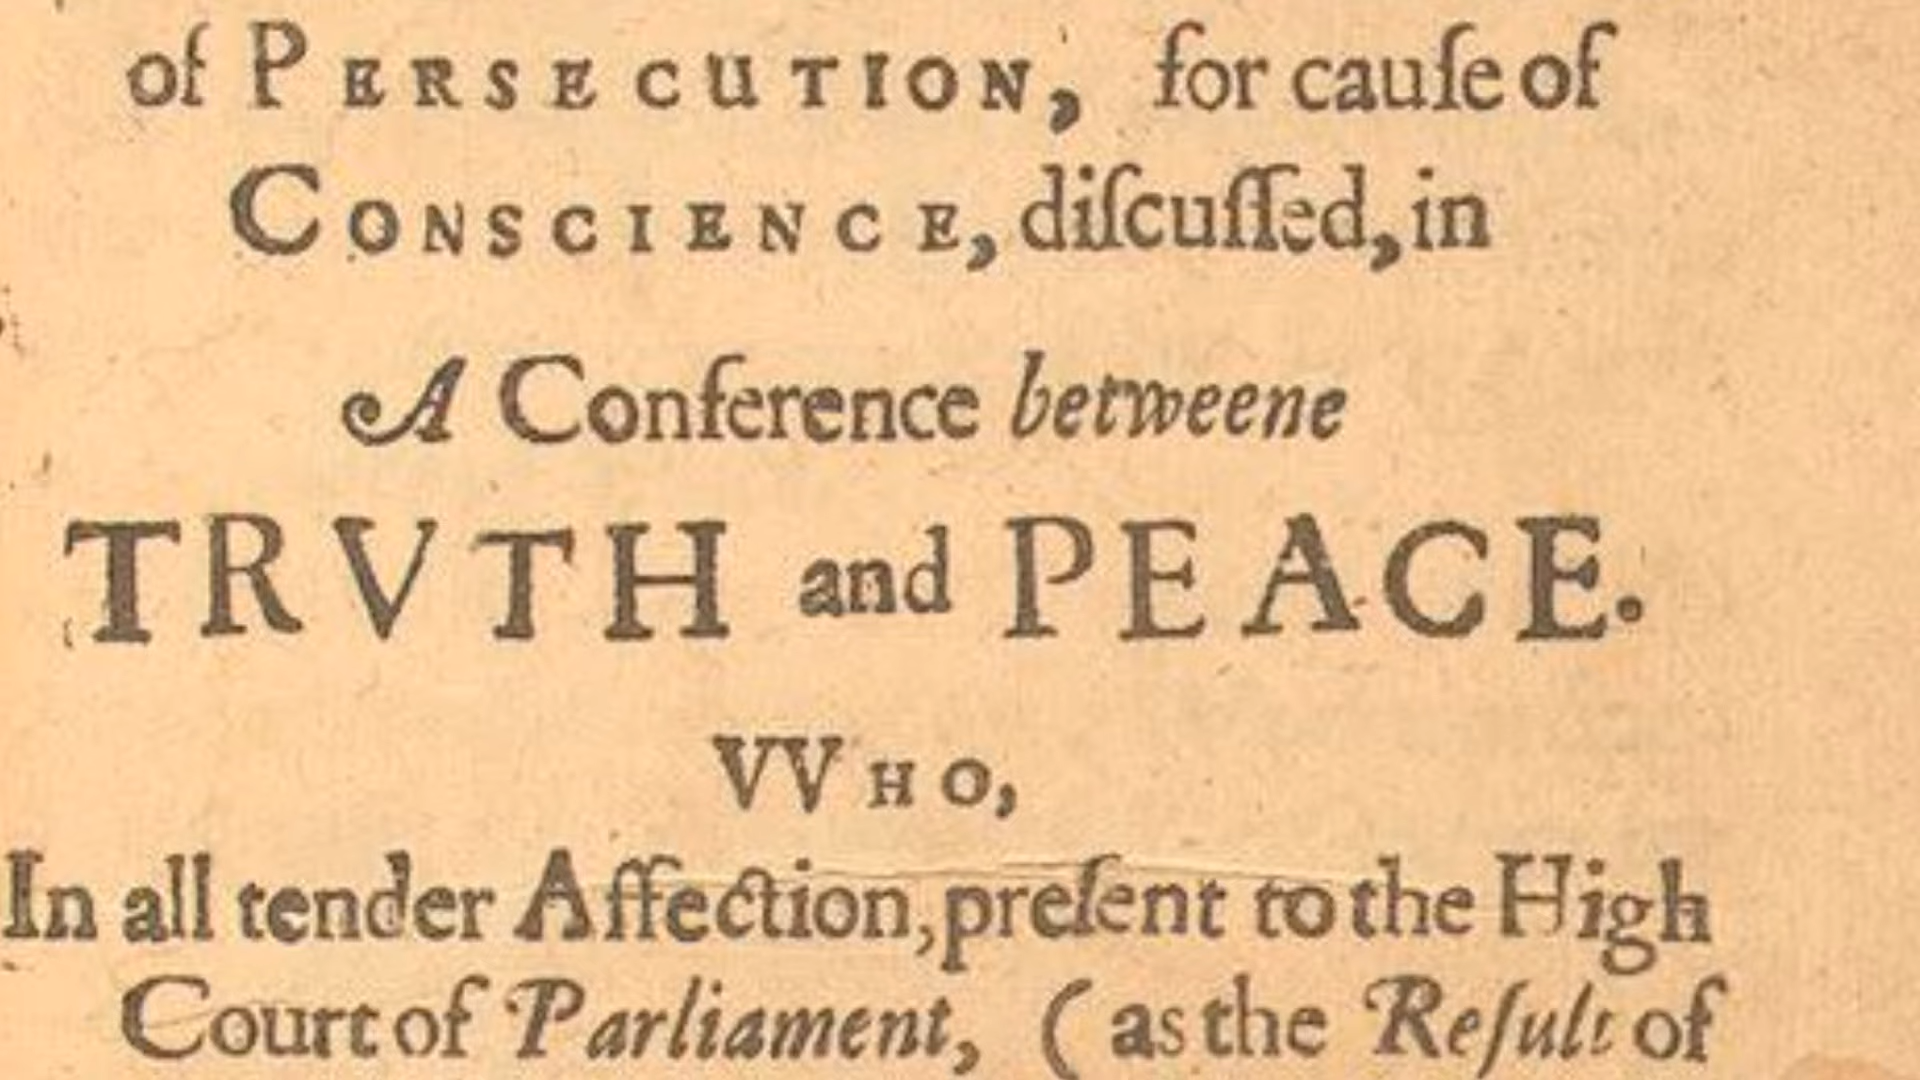 of PERSECUTION, for cauſe of
CONSCIENCE, diſcuſſed, in
A Conference betweene
TRVTH and PEACE.
VVHO,
In all tender Affection, preſent to the High
Court of Parliament, (as the Reſult of